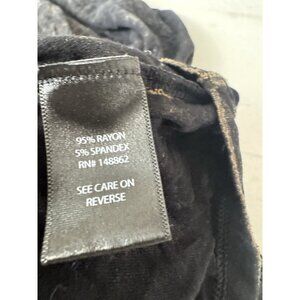 95% RAYON
5% SPANDEX
RN# 148862
SEE CARE ON
REVERSE